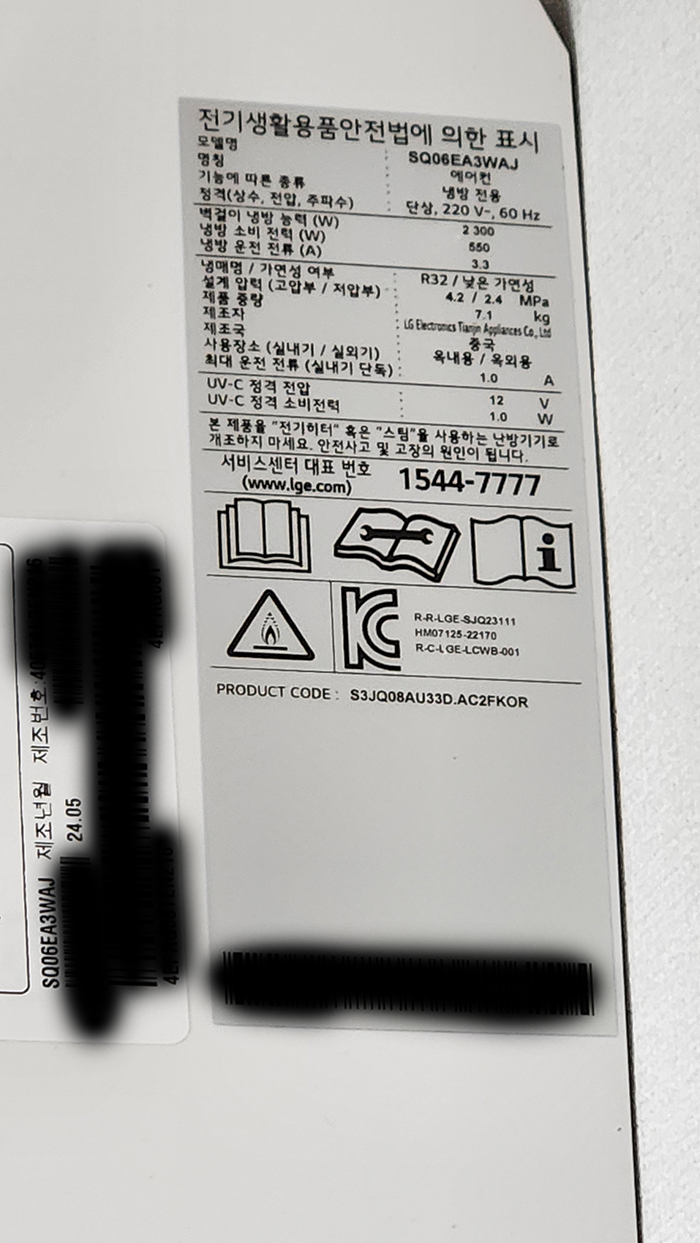 전기생활용품안전법에 의한 표시
모델명 : SQ06EA3WAJ
명칭 : 에어컨
기능에 따른 종류 : 냉방 전용
정격(상수, 전압, 주파수) : 단상, 220 V~, 60 Hz
벽걸이 냉방 능력 (W) : 2 300
냉방 소비 전력 (W) : 550
냉방 운전 전류 (A) : 3.3
냉매명 / 가연성 여부 : R32 / 낮은 가연성
설계 압력 (고압부 / 저압부) : 4.2 / 2.4 MPa
제품 중량 : 7.1 kg
제조자 : LG Electronics Tianjin Appliances Co., Ltd
제조국 : 중국
사용장소 (실내기 / 실외기) : 옥내용 / 옥외용
최대 운전 전류 (실내기 단독) : 1.0 A
UV-C 정격 전압 : 12 V
UV-C 정격 소비전력 : 1.0 W
본 제품을 "전기히터" 혹은 "스팀"을 사용하는 난방기기로
개조하지 마세요. 안전사고 및 고장의 원인이 됩니다.
서비스센터 대표 번호 1544-7777
(www.lge.com)
R-R-LGE-SJQ23111
HM07125-22170
R-C-LGE-LCWB-001
PRODUCT CODE : S3JQ08AU33D.AC2FKOR
SQ06EA3WAJ 제조년월 제조번호:
24.05